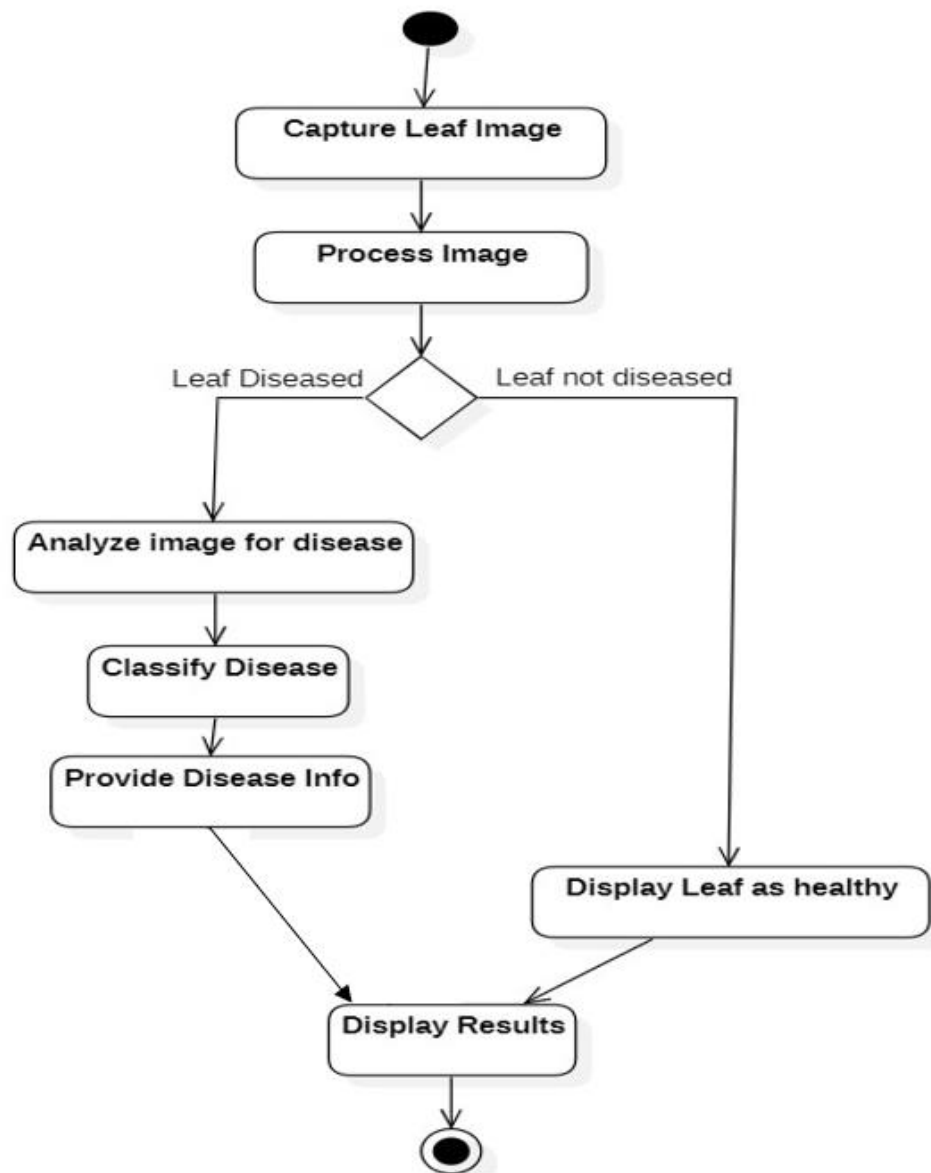 Capture Leaf Image
Process Image
Leaf Diseased
Leaf not diseased
Analyze image for disease
Classify Disease
Provide Disease Info
Display Leaf as healthy
Display Results